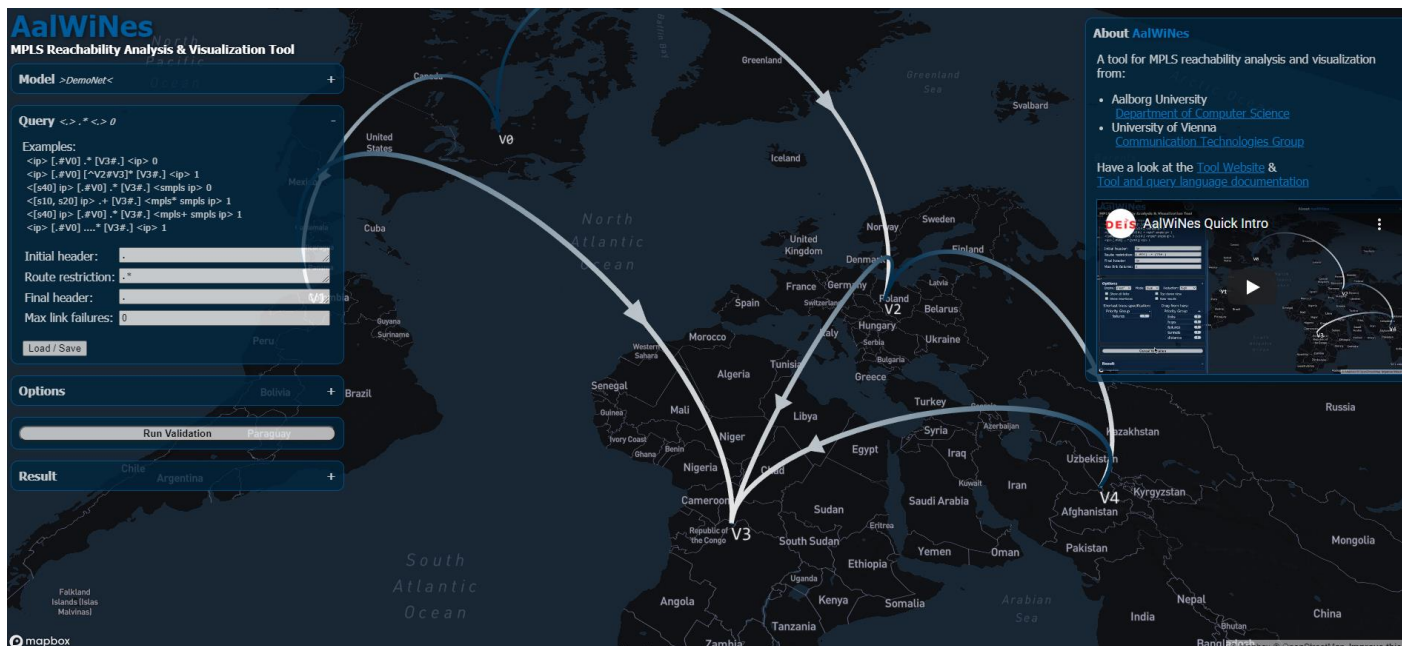 AalWiNes
MPLS Reachability Analysis & Visualization Tool
Model >DemoNet< +
Query <.> .* <.> 0 -
Examples:
<ip> [.#V0] .* [V3#.] <ip> 0
<ip> [.#V0] [^V2#V3]* [V3#.] <ip> 1
<[s40] ip> [.#V0] .* [V3#.] <smpls ip> 0
<[s10, s20] ip> .+ [V3#.] <mpls* smpls ip> 1
<[s40] ip> [.#V0] .* [V3#.] <mpls+ smpls ip> 1
<ip> [.#V0] ....* [V3#.] <ip> 1
Initial header: .
Route restriction: .*
Final header: .
Max link failures: 0
Load / Save
Options +
Run Validation
Result +
About AalWiNes
A tool for MPLS reachability analysis and visualization
from:
• Aalborg University
Department of Computer Science
• University of Vienna
Communication Technologies Group
Have a look at the Tool Website &
Tool and query language documentation
DEIS AalWiNes Quick Intro
North
Pacific
Ocean
Canada
Greenland
Greenland
Sea
Svalbard
V0
United
States
Iceland
Mexico
Cuba
North
Atlantic
Ocean
Norway
Sweden
Finland
United
Kingdom
Denmark
Latvia
France
Germany
Poland
Belarus
V2
V1
Spain
Switzerland
Italy
Hungary
Ukraine
Serbia
Bulgaria
Greece
Guyana
Suriname
Peru
Western
Sahara
Morocco
Algeria
Tunisia
Libya
Turkey
Syria
Azerbaijan
Kazakhstan
Russia
Bolivia
Brazil
Senegal
Guinea
Mali
Niger
Chad
Egypt
Iraq
Uzbekistan
Ivory Coast
Ghana
Benin
Nigeria
Kuwait
Iran
Kyrgyzstan
V4
Paraguay
Chile
Argentina
Cameroon
Sudan
Saudi Arabia
Afghanistan
Republic of
the Congo
V3
South Sudan
Eritrea
Yemen
Oman
Pakistan
Mongolia
South
Atlantic
Ocean
Ethiopia
Uganda
Kenya
Somalia
Arabian
Sea
Nepal
India
Bhutan
China
Falkland
Islands [Islas
Malvinas]
Angola
Tanzania
Zambia
Bangladesh
mapbox